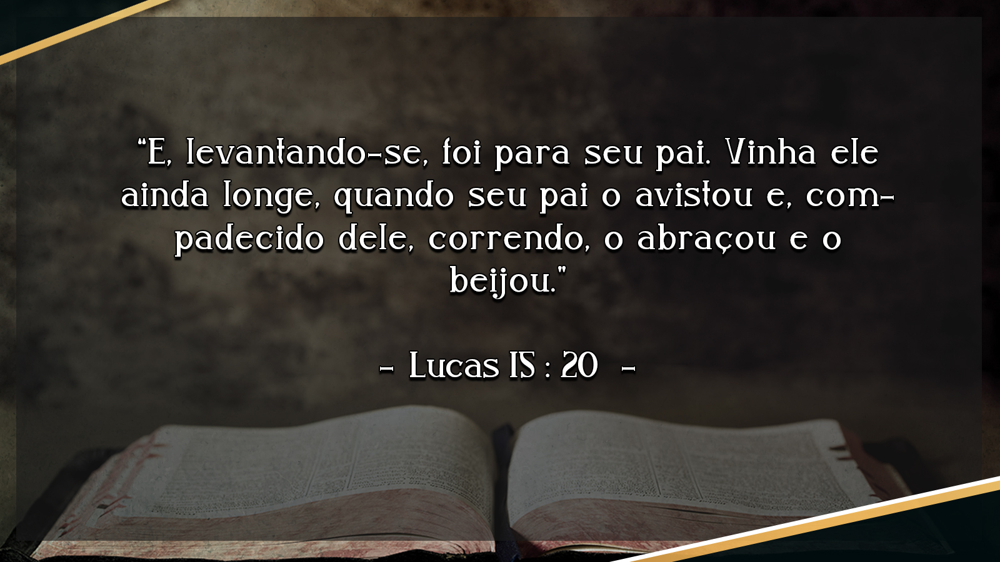 “E, levantando-se, foi para seu pai. Vinha ele
ainda longe, quando seu pai o avistou e, com-
padecido dele, correndo, o abraçou e o
beijou."
- Lucas 15 : 20 -